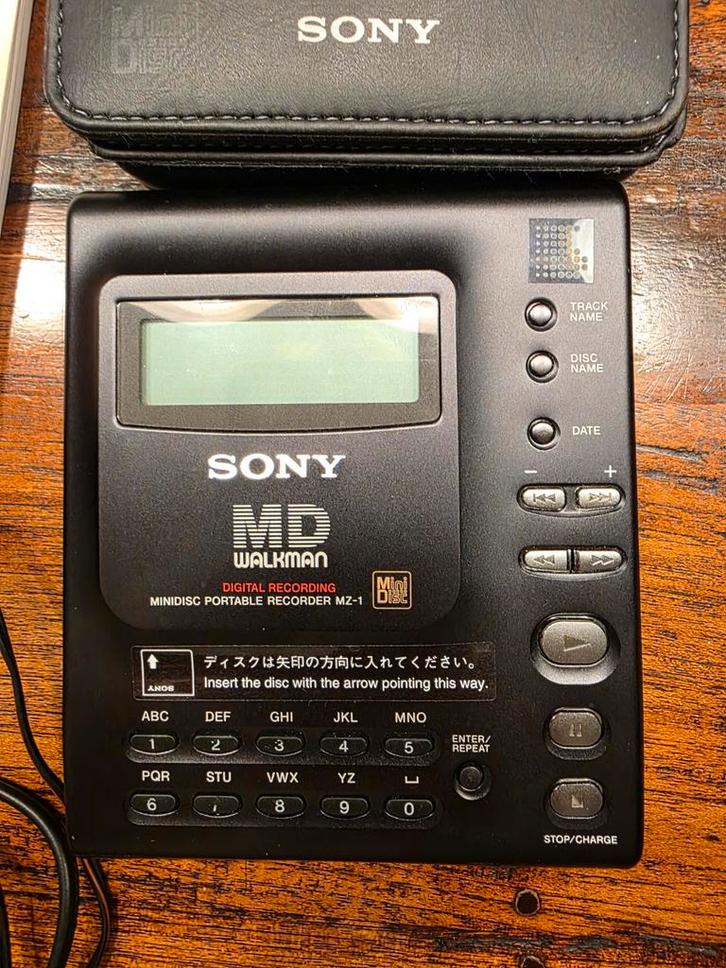 Mini
Disc
SONY
TRACK
NAME
DISC
NAME
DATE
- +
SONY
MD
WALKMAN
DIGITAL RECORDING
MINIDISC PORTABLE RECORDER MZ-1
Mini
Disc
ディスクは矢印の方向に入れてください。
Insert the disc with the arrow pointing this way.
SONY
ABC DEF GHI JKL MNO
1 2 3 4 5
ENTER/
REPEAT
PQR STU VWX YZ ⌴
6 7 8 9 0
STOP/CHARGE